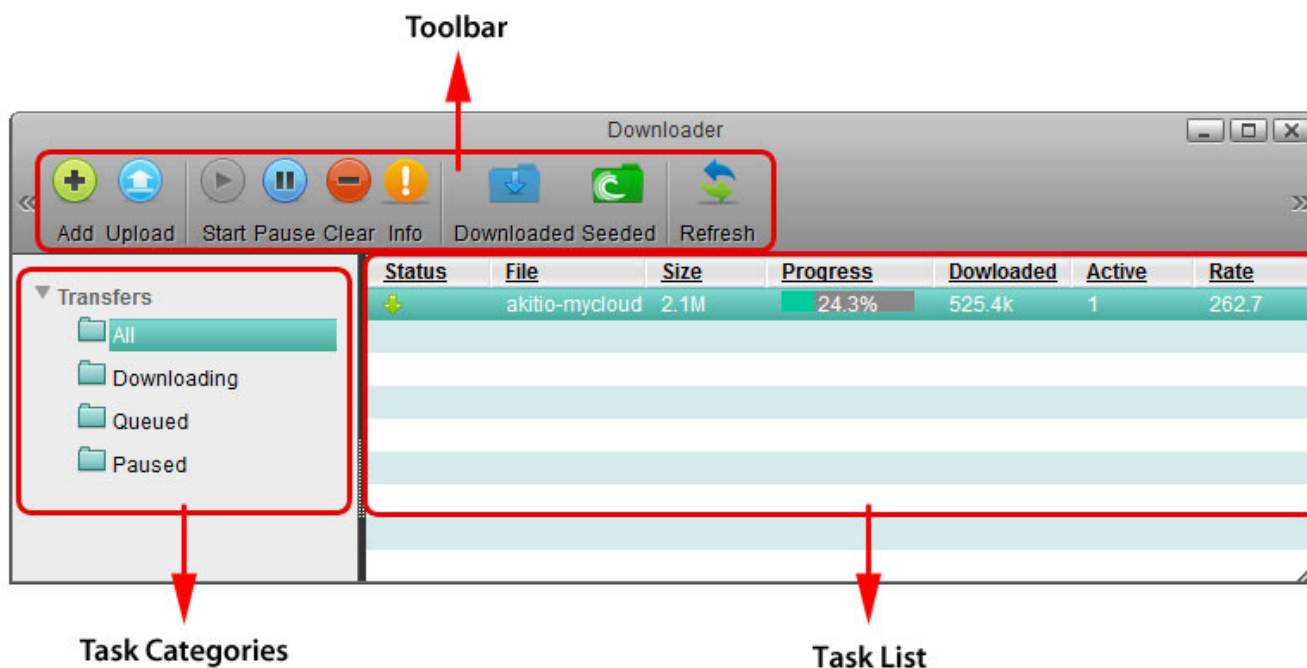 Toolbar
Downloader
Add Upload Start Pause Clear Info Downloaded Seeded Refresh
Status File Size Progress Dowloaded Active Rate
akitio-mycloud 2.1M 24.3% 525.4k 1 262.7
Transfers
All
Downloading
Queued
Paused
Task Categories
Task List